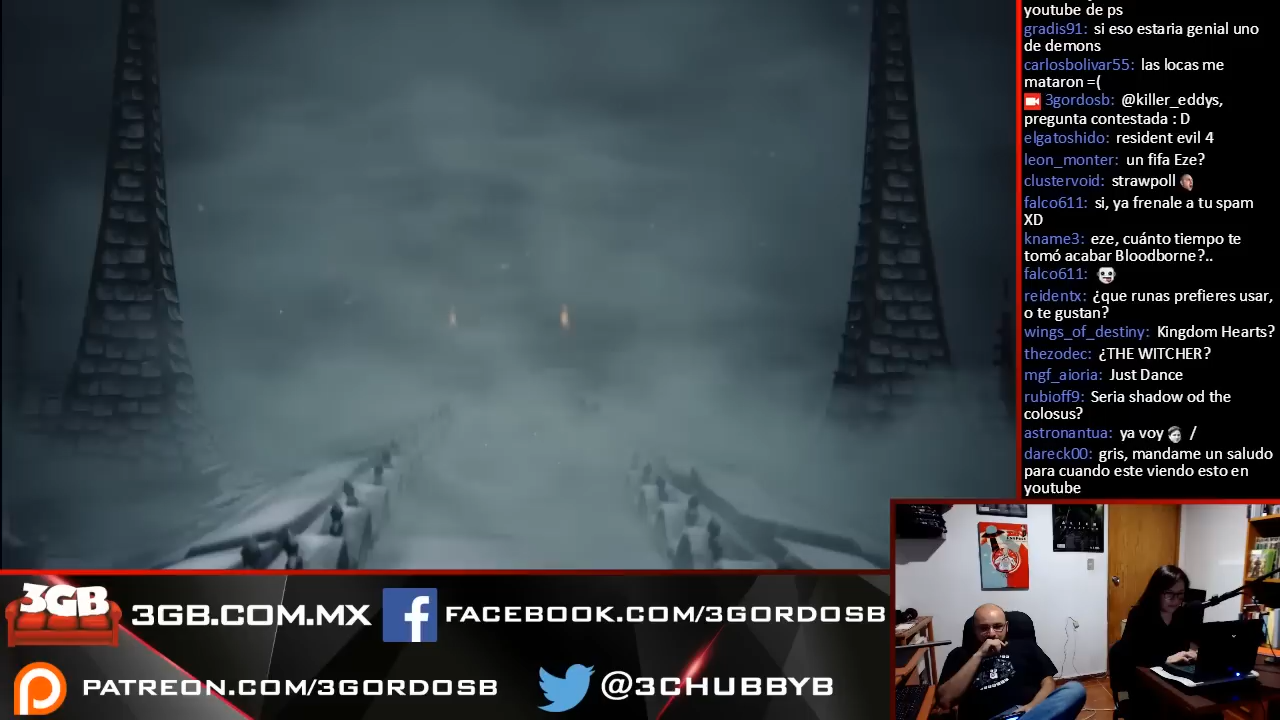 youtube de ps
gradis91: si eso estaria genial uno
de demons
carlosbolivar55: las locas me
mataron =(
3gordosb: @killer_eddys,
pregunta contestada : D
elgatoshido: resident evil 4
leon_monter: un fifa Eze?
clustervoid: strawpoll
falco611: si, ya frenale a tu spam
XD
kname3: eze, cuánto tiempo te
tomó acabar Bloodborne?..
falco611:
reidentx: ¿que runas prefieres usar,
o te gustan?
wings_of_destiny: Kingdom Hearts?
thezodec: ¿THE WITCHER?
mgf_aioria: Just Dance
rubioff9: Seria shadow od the
colosus?
astronantua: ya voy /
dareck00: gris, mandame un saludo
para cuando este viendo esto en
youtube
3GB
3GB.COM.MX
FACEBOOK.COM/3GORDOSB
PATREON.COM/3GORDOSB
@3CHUBBYB